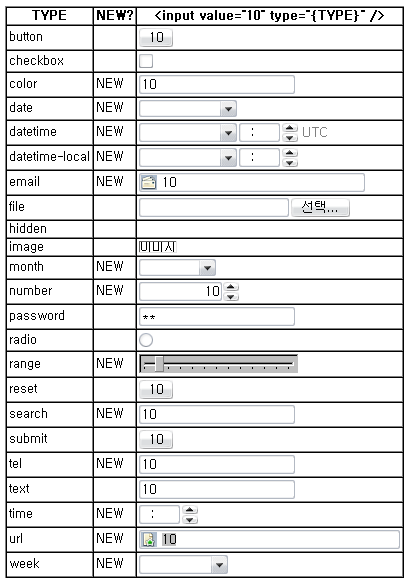 TYPE NEW? <input value="10" type="{TYPE}" />
button 10
checkbox
color NEW 10
date NEW
datetime NEW : UTC
datetime-local NEW :
email NEW 10
file 선택...
hidden
image 이미지
month NEW
number NEW 10
password **
radio
range NEW
reset 10
search NEW 10
submit 10
tel NEW 10
text 10
time NEW :
url NEW 10
week NEW